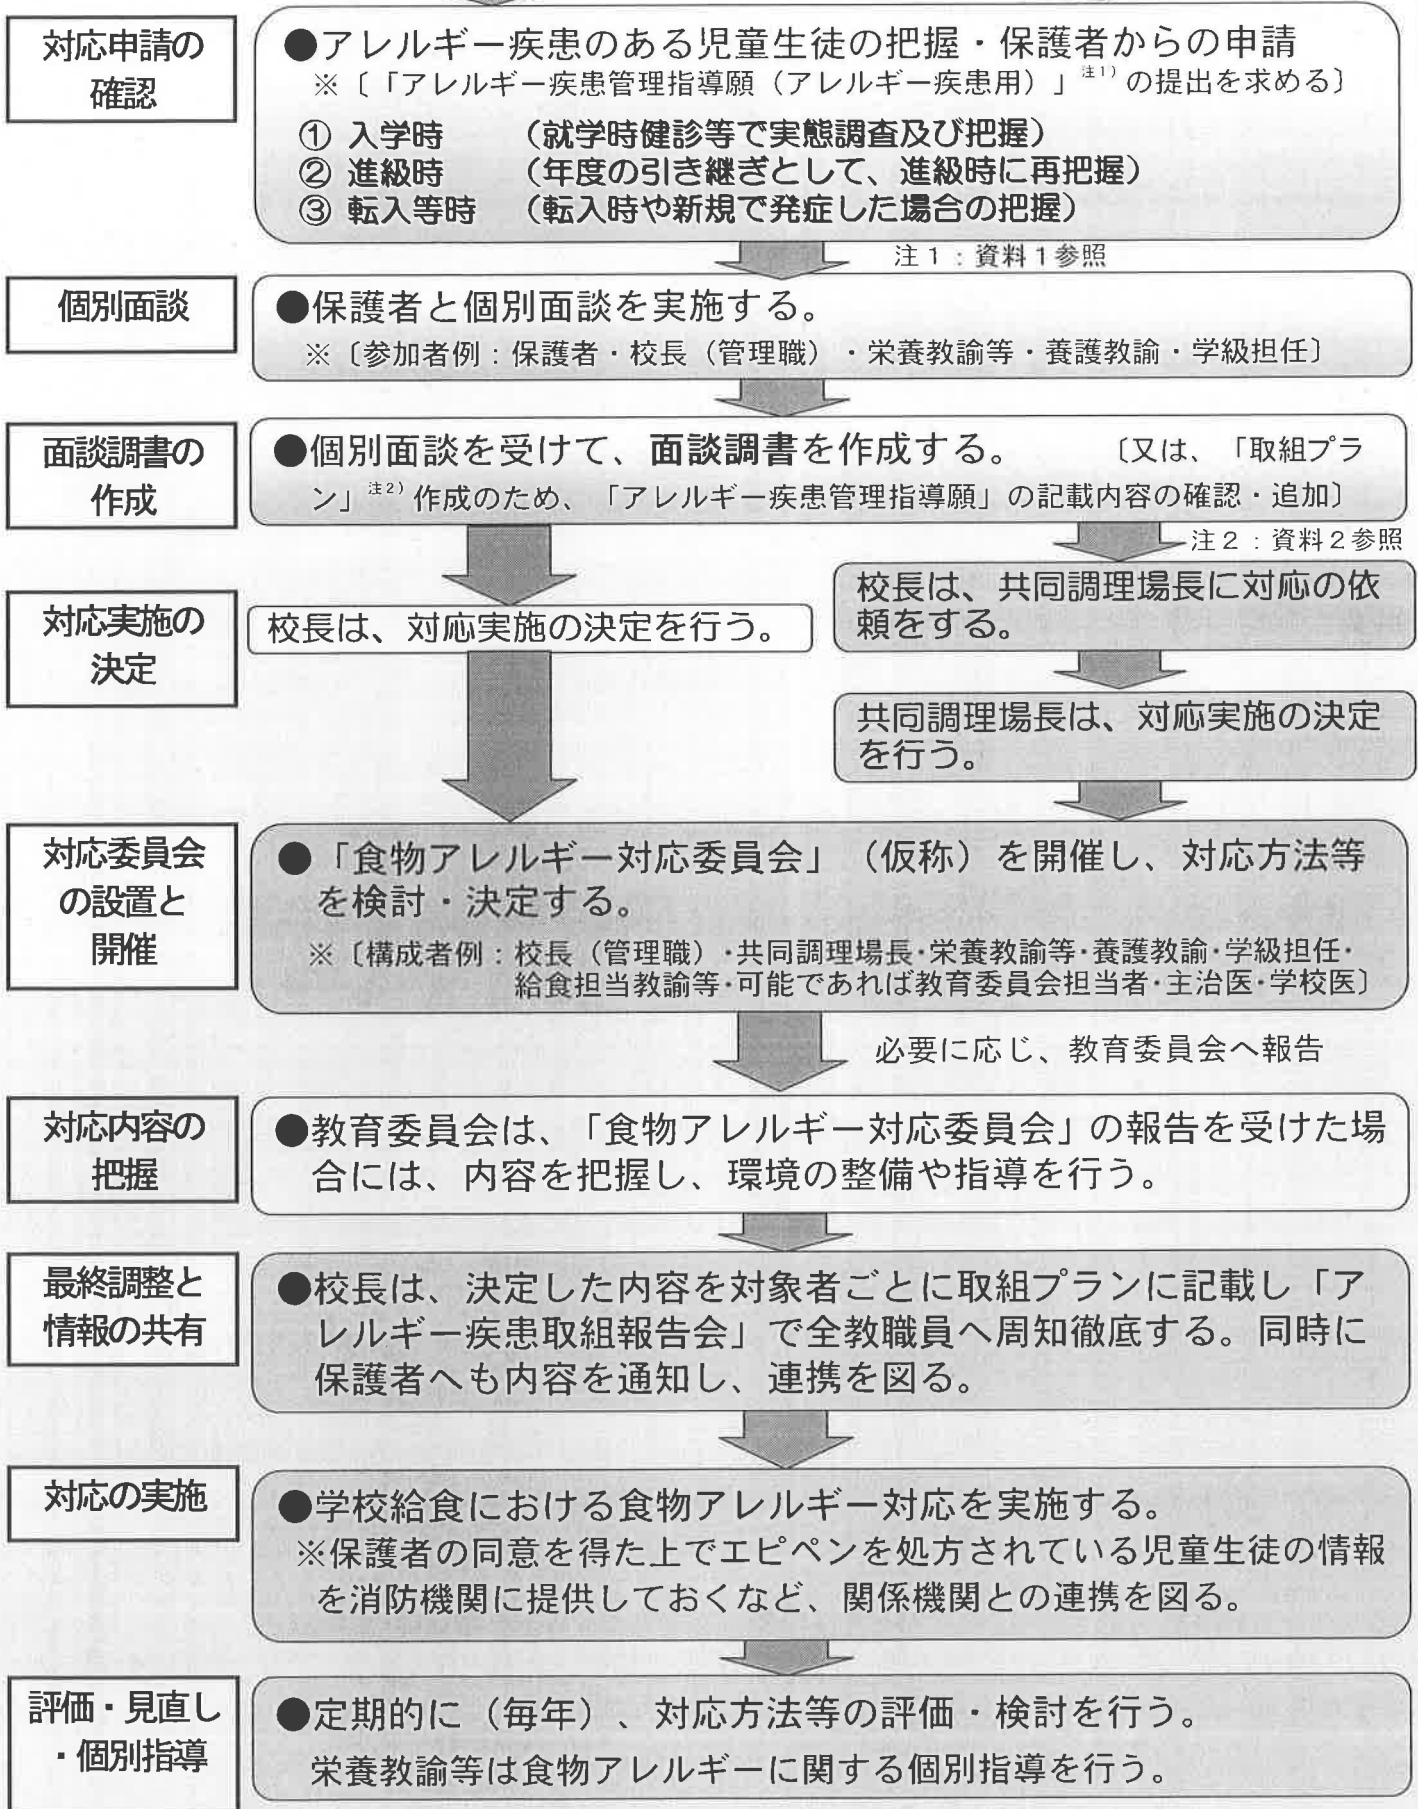 対応申請の
確認
●アレルギー疾患のある児童生徒の把握・保護者からの申請
※〔「アレルギー疾患管理指導願（アレルギー疾患用）」注1）の提出を求める〕
① 入学時　（就学時健診等で実態調査及び把握）
② 進級時　（年度の引き継ぎとして、進級時に再把握）
③ 転入等時　（転入時や新規で発症した場合の把握）
注１：資料１参照
個別面談
●保護者と個別面談を実施する。
※〔参加者例：保護者・校長（管理職）・栄養教諭等・養護教諭・学級担任〕
面談調書の
作成
●個別面談を受けて、面談調書を作成する。　〔又は、「取組プラ
ン」注2）作成のため、「アレルギー疾患管理指導願」の記載内容の確認・追加〕
注２：資料２参照
対応実施の
決定
校長は、対応実施の決定を行う。
校長は、共同調理場長に対応の依
頼をする。
共同調理場長は、対応実施の決定
を行う。
対応委員会
の設置と
開催
●「食物アレルギー対応委員会」（仮称）を開催し、対応方法等
を検討・決定する。
※〔構成者例：校長（管理職）・共同調理場長・栄養教諭等・養護教諭・学級担任・
給食担当教諭等・可能であれば教育委員会担当者・主治医・学校医〕
必要に応じ、教育委員会へ報告
対応内容の
把握
●教育委員会は、「食物アレルギー対応委員会」の報告を受けた場
合には、内容を把握し、環境の整備や指導を行う。
最終調整と
情報の共有
●校長は、決定した内容を対象者ごとに取組プランに記載し「ア
レルギー疾患取組報告会」で全教職員へ周知徹底する。同時に
保護者へも内容を通知し、連携を図る。
対応の実施
●学校給食における食物アレルギー対応を実施する。
※保護者の同意を得た上でエピペンを処方されている児童生徒の情報
を消防機関に提供しておくなど、関係機関との連携を図る。
評価・見直し
・個別指導
●定期的に（毎年）、対応方法等の評価・検討を行う。
栄養教諭等は食物アレルギーに関する個別指導を行う。